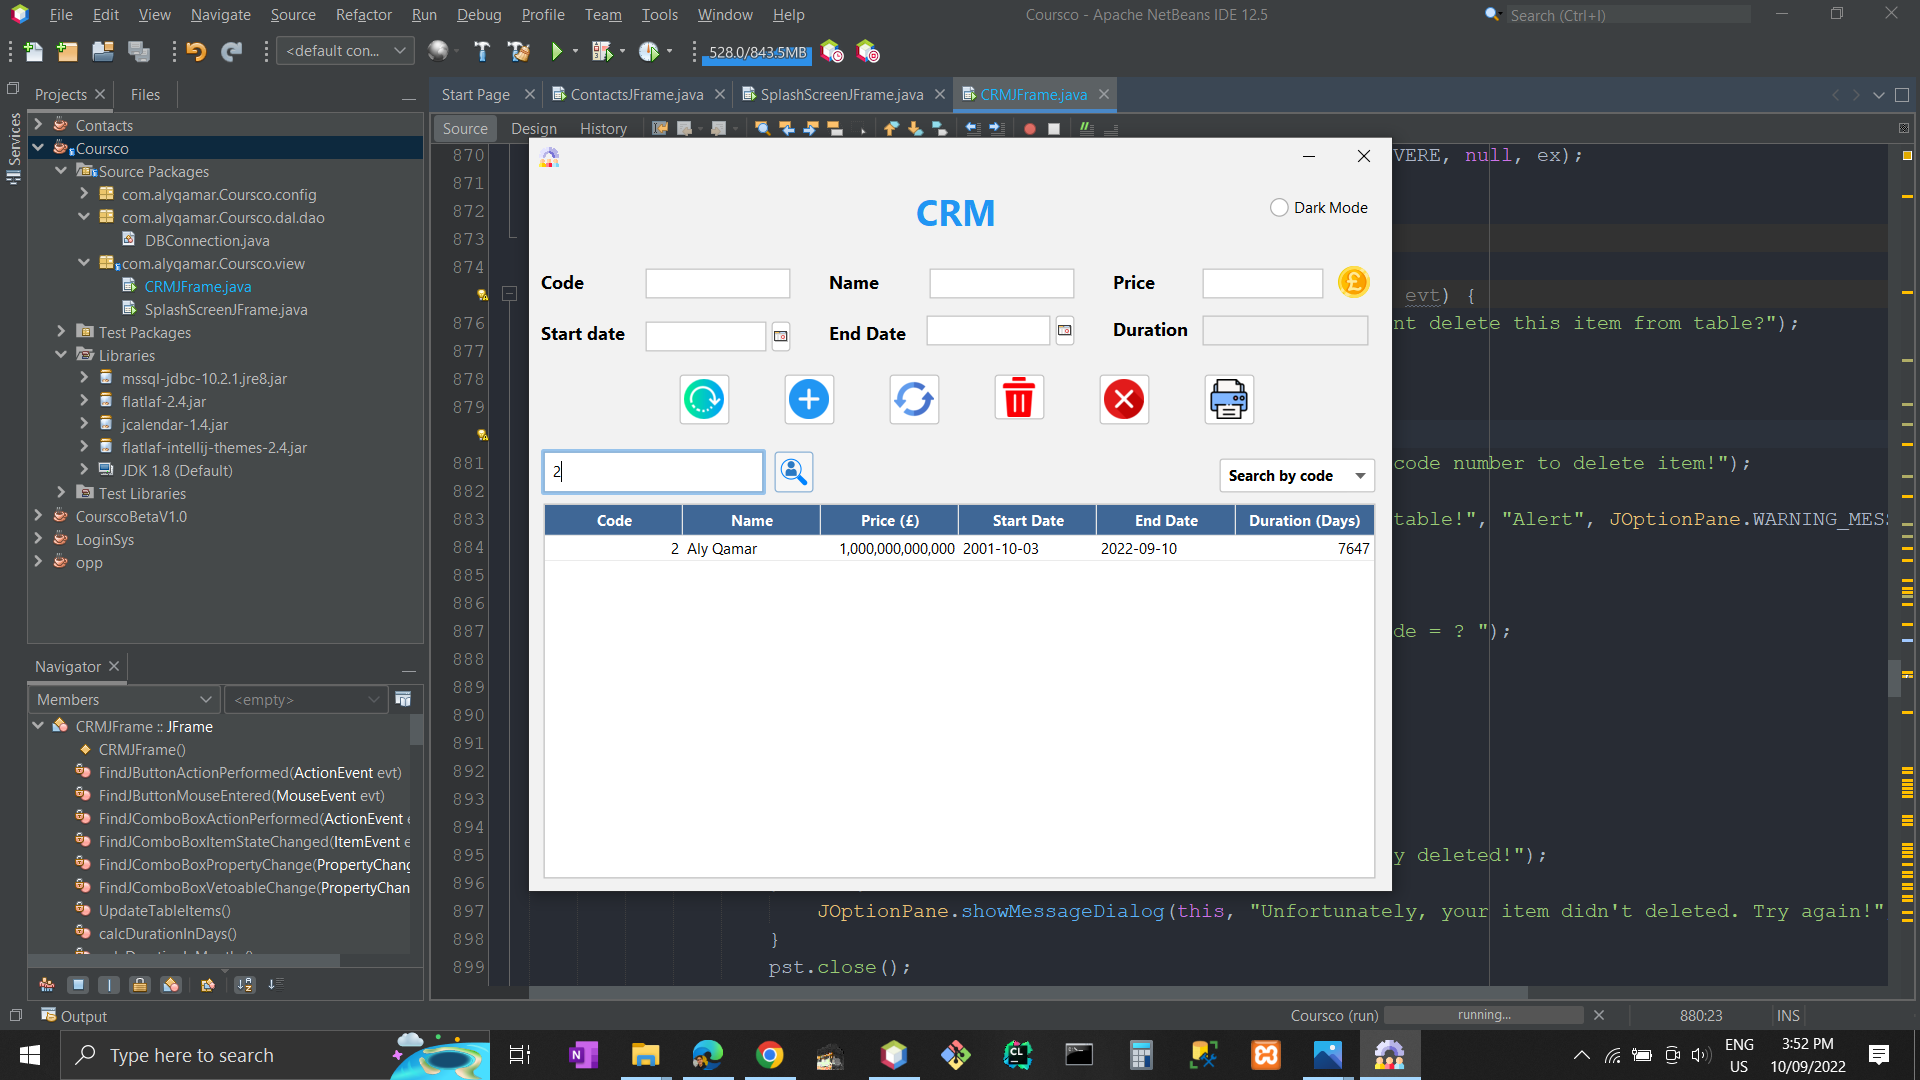 File Edit View Navigate Source Refactor Run Debug Profile Team Tools Window Help
Coursco - Apache NetBeans IDE 12.5
Search (Ctrl+I)
<default con...
528.0/843.5MB
Projects
Files
Services
Start Page
ContactsJFrame.java
SplashScreenJFrame.java
CRMJFrame.java
Source Design History
Contacts
Coursco
Source Packages
com.alyqamar.Coursco.config
com.alyqamar.Coursco.dal.dao
DBConnection.java
com.alyqamar.Coursco.view
CRMJFrame.java
SplashScreenJFrame.java
Test Packages
Libraries
mssql-jdbc-10.2.1.jre8.jar
flatlaf-2.4.jar
jcalendar-1.4.jar
flatlaf-intellij-themes-2.4.jar
JDK 1.8 (Default)
Test Libraries
CourscoBetaV1.0
LoginSys
opp
Navigator
Members
<empty>
CRMJFrame :: JFrame
CRMJFrame()
FindJButtonActionPerformed(ActionEvent evt)
FindJButtonMouseEntered(MouseEvent evt)
FindJComboBoxActionPerformed(ActionEvent
FindJComboBoxItemStateChanged(ItemEvent
FindJComboBoxPropertyChange(PropertyChang
FindJComboBoxVetoableChange(PropertyChan
UpdateTableItems()
calcDurationInDays()
870 VERE, null, ex);
871
872
873
874
evt) {
876 nt delete this item from table?");
877
878
879
881 code number to delete item!");
882
883 table!", "Alert", JOptionPane.WARNING_MES
884
885
886
887 de = ? ");
888
889
890
891
892
893
894
895 y deleted!");
896
897 JOptionPane.showMessageDialog(this, "Unfortunately, your item didn't deleted. Try again!"
898 }
899 pst.close();
CRM
Dark Mode
Code Name Price £
Start date End Date Duration
2
Search by code
Code Name Price (£) Start Date End Date Duration (Days)
2 Aly Qamar 1,000,000,000,000 2001-10-03 2022-09-10 7647
Output
Coursco (run) running... 880:23 INS
Type here to search
ENG
US
3:52 PM
10/09/2022